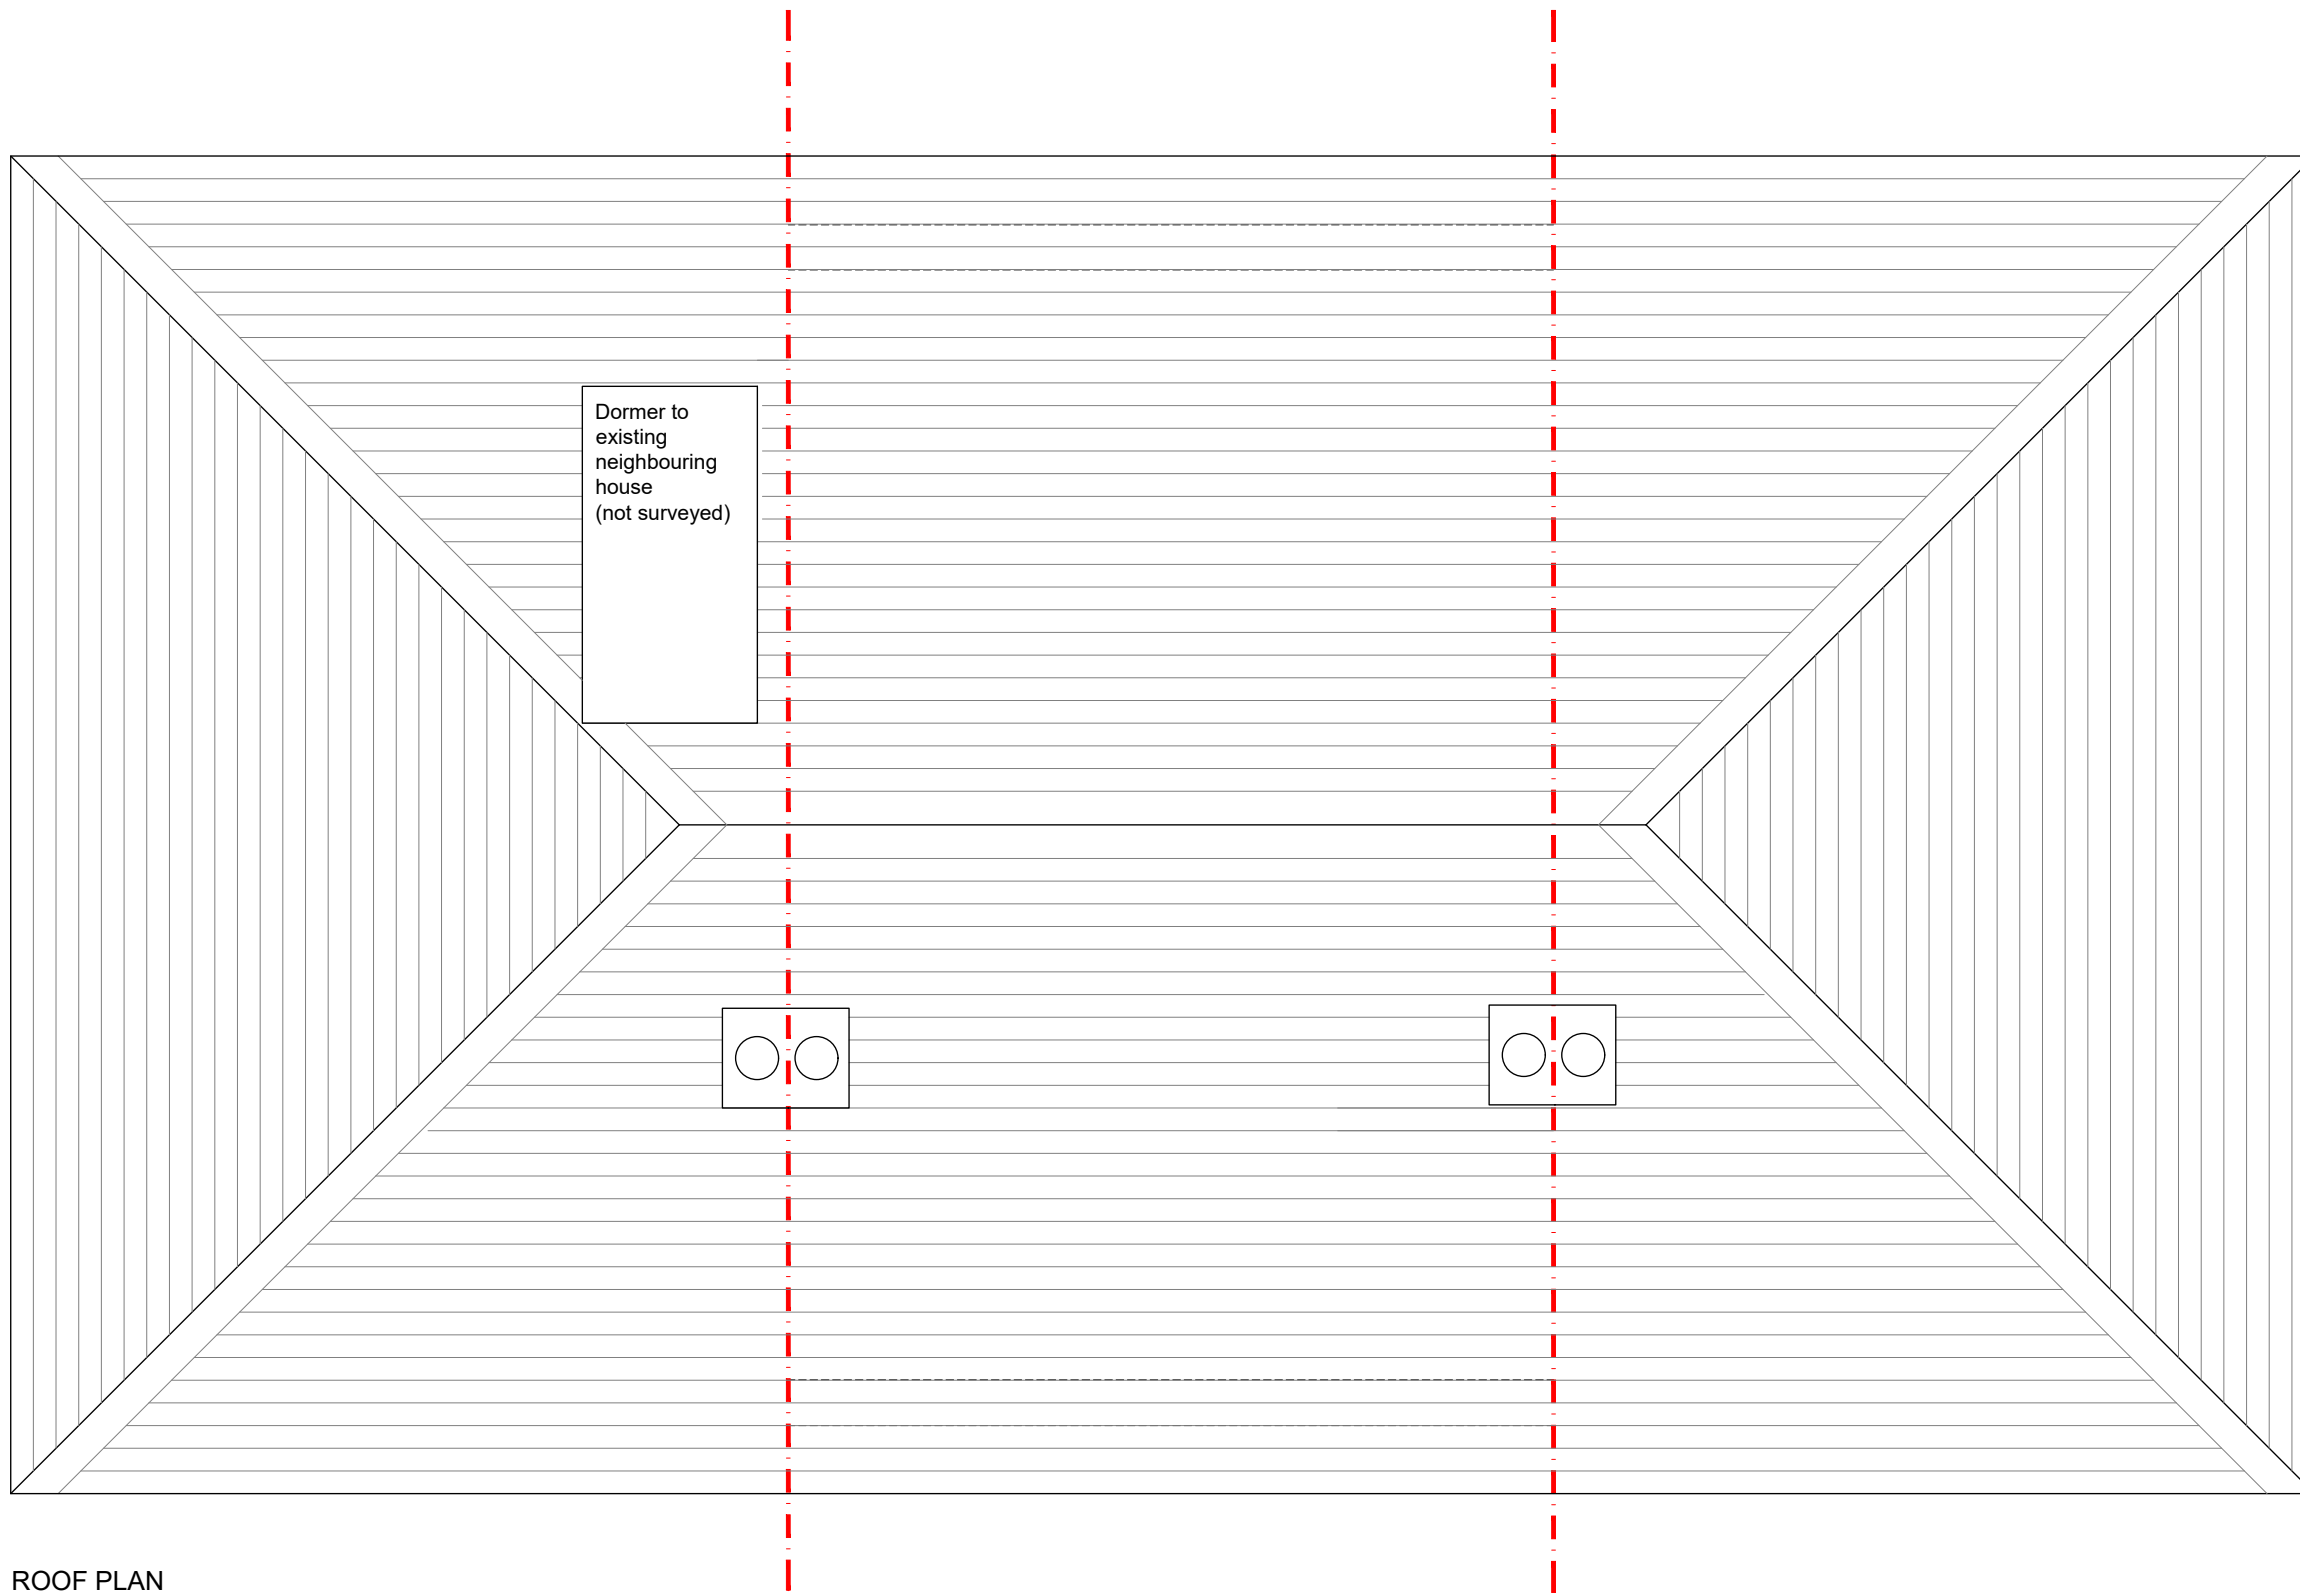 Dormer to
existing
neighbouring
house
(not surveyed)
ROOF PLAN